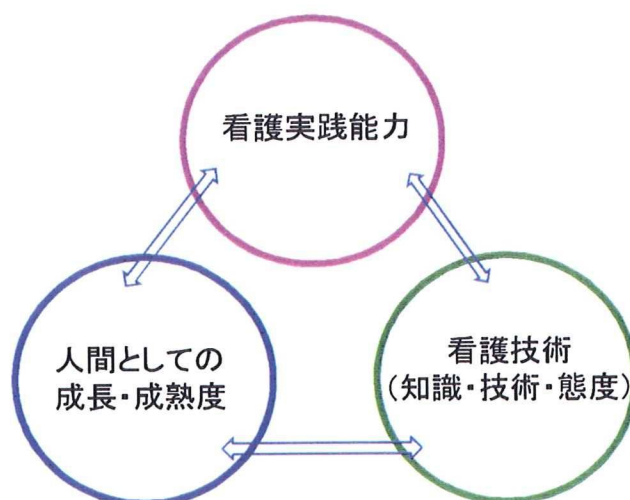 看護実践能力
人間としての
成長・成熟度
看護技術
(知識・技術・態度)